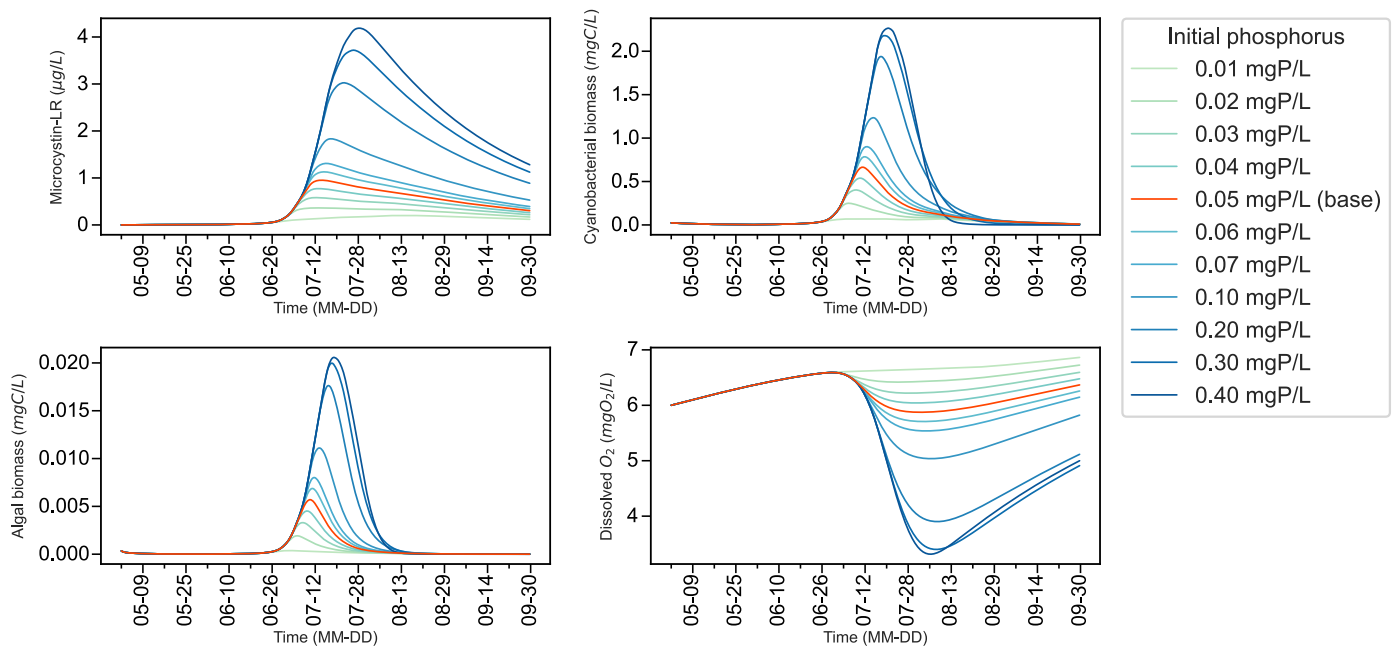 Microcystin-LR (µg/L)
4
3
2
1
0
05-09
05-25
06-10
06-26
07-12
07-28
08-13
08-29
09-14
09-30
Time (MM-DD)
Cyanobacterial biomass (mgC/L)
2.0
1.5
1.0
0.5
0.0
05-09
05-25
06-10
06-26
07-12
07-28
08-13
08-29
09-14
09-30
Time (MM-DD)
Algal biomass (mgC/L)
0.020
0.015
0.010
0.005
0.000
05-09
05-25
06-10
06-26
07-12
07-28
08-13
08-29
09-14
09-30
Time (MM-DD)
Dissolved O₂ (mgO₂/L)
7
6
5
4
05-09
05-25
06-10
06-26
07-12
07-28
08-13
08-29
09-14
09-30
Time (MM-DD)
Initial phosphorus
0.01 mgP/L
0.02 mgP/L
0.03 mgP/L
0.04 mgP/L
0.05 mgP/L (base)
0.06 mgP/L
0.07 mgP/L
0.10 mgP/L
0.20 mgP/L
0.30 mgP/L
0.40 mgP/L